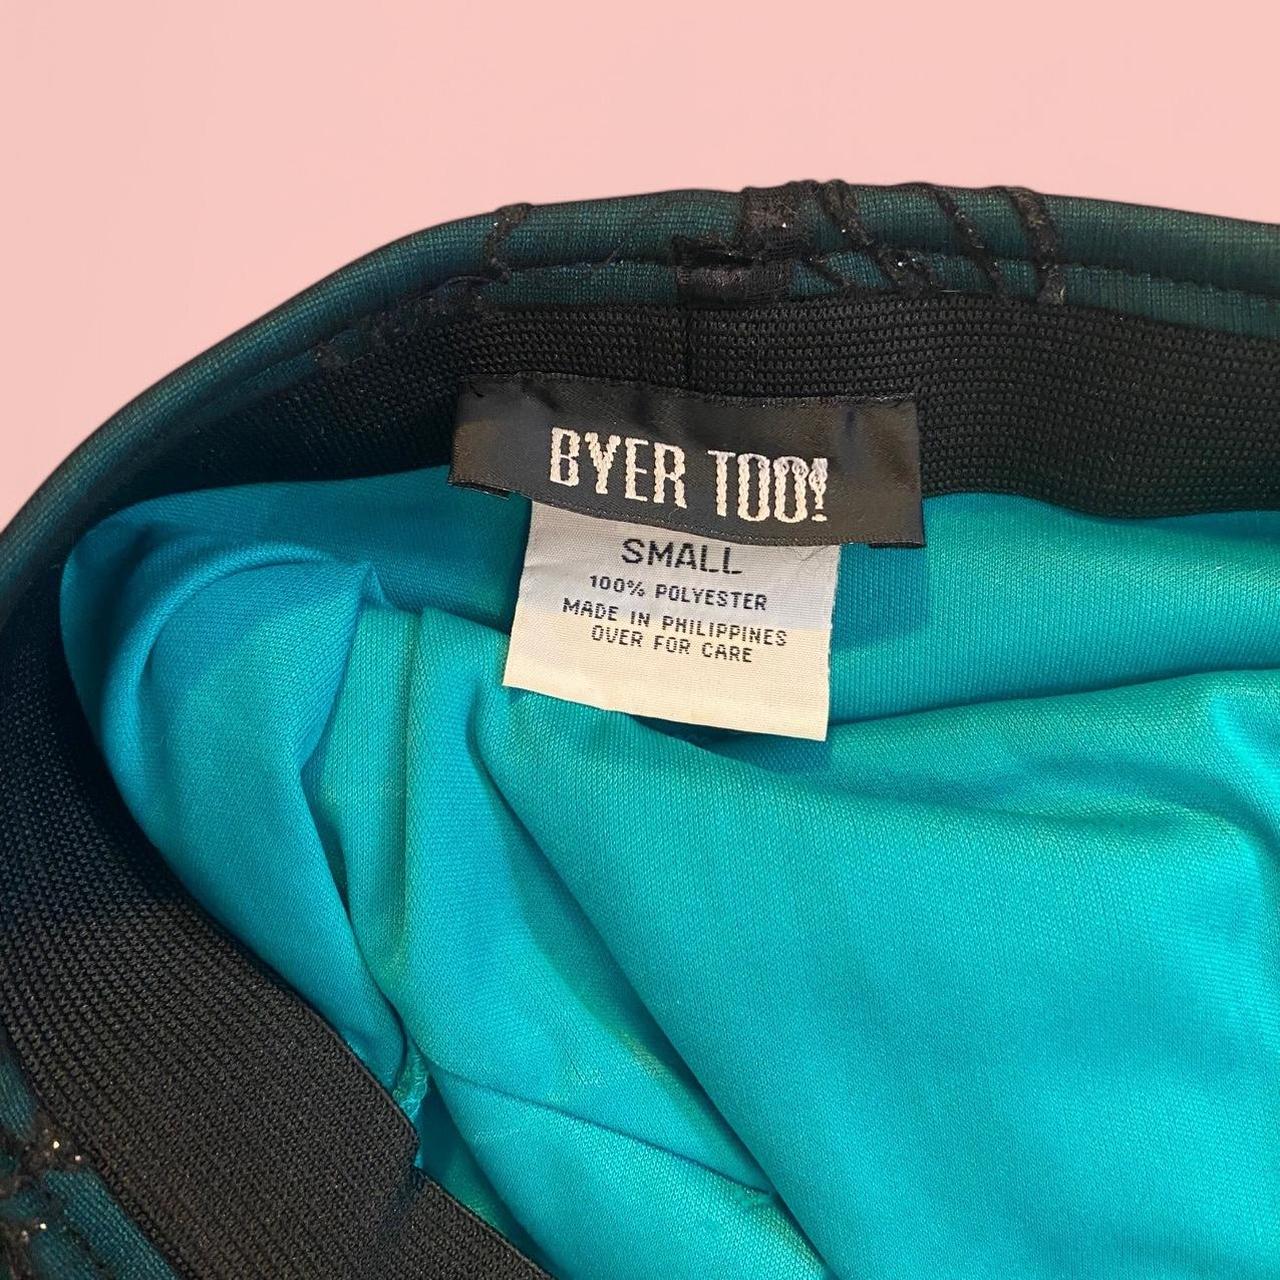 BYER TOO!
SMALL
100% POLYESTER
MADE IN PHILIPPINES
OVER FOR CARE